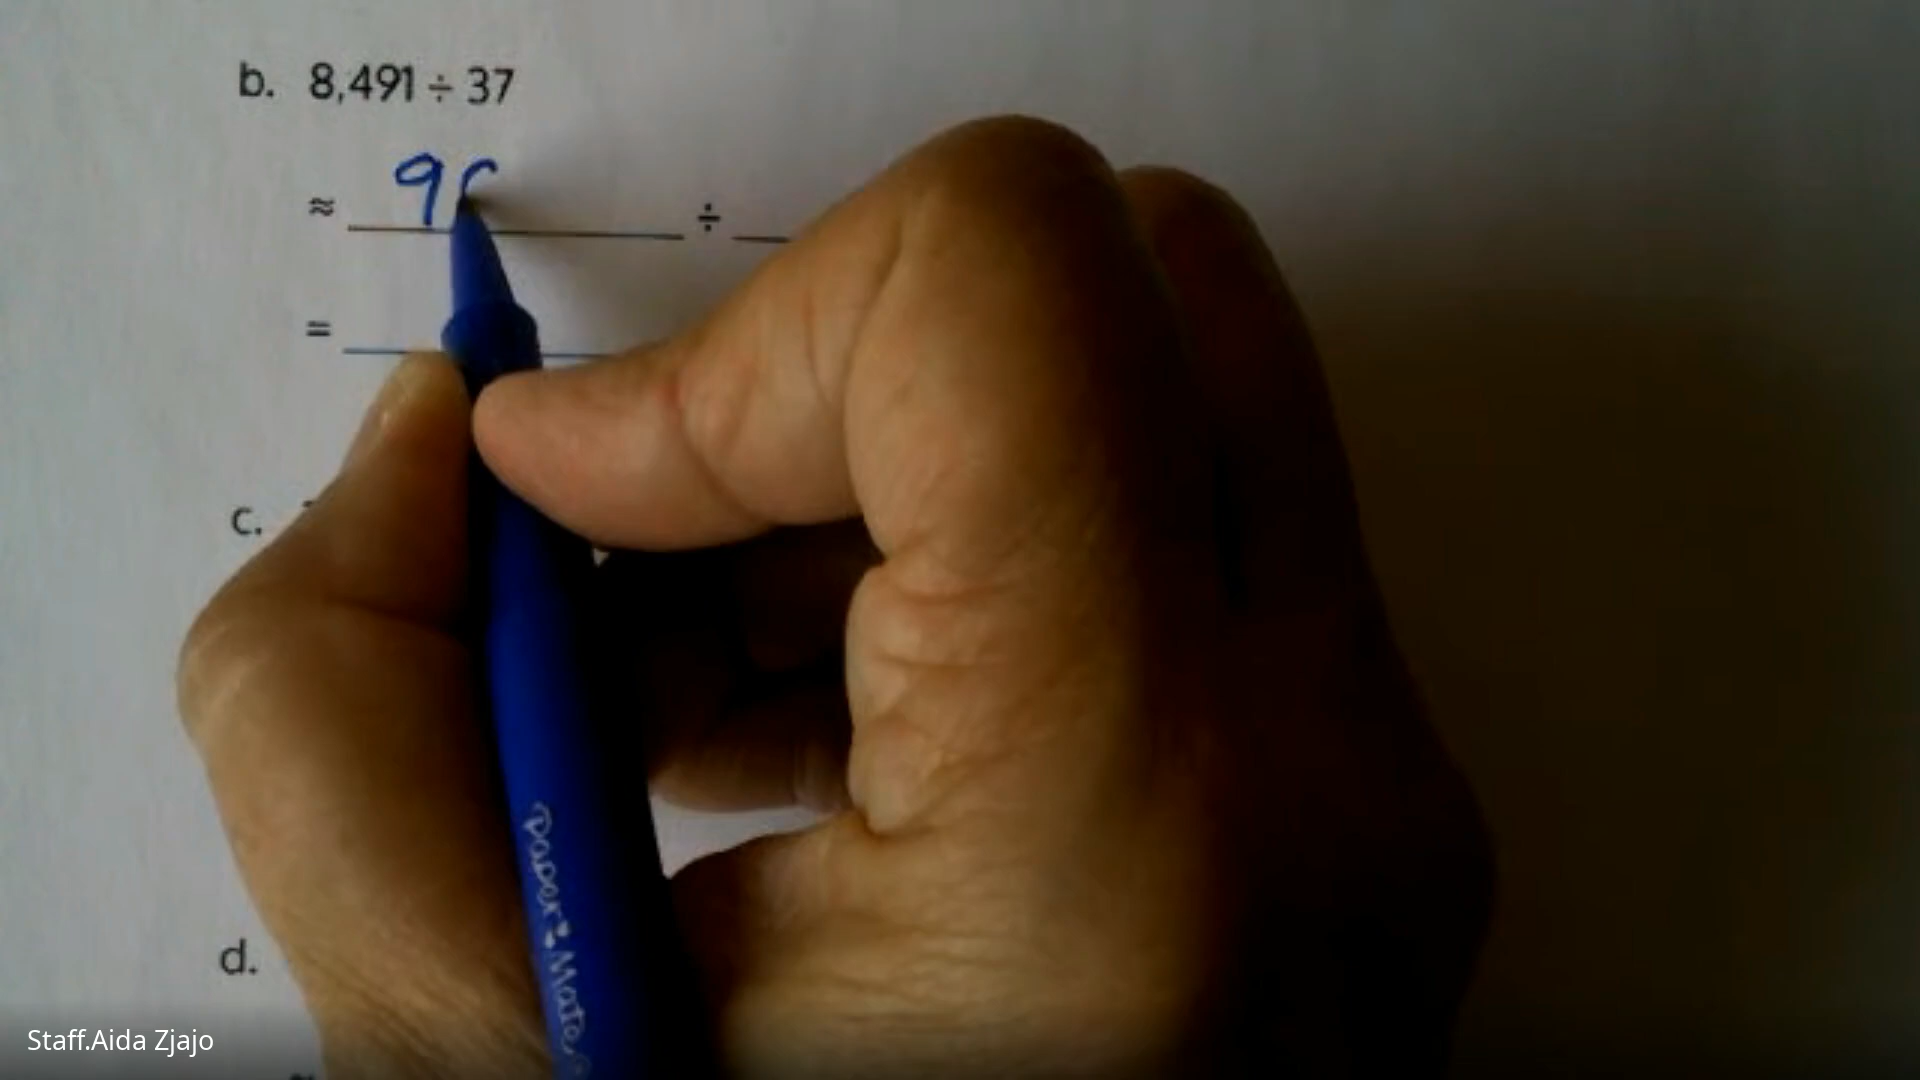 b. 8,491 ÷ 37
≈ 9 ÷
=
c.
d.
Paper Mate
Staff.Aida Zjajo